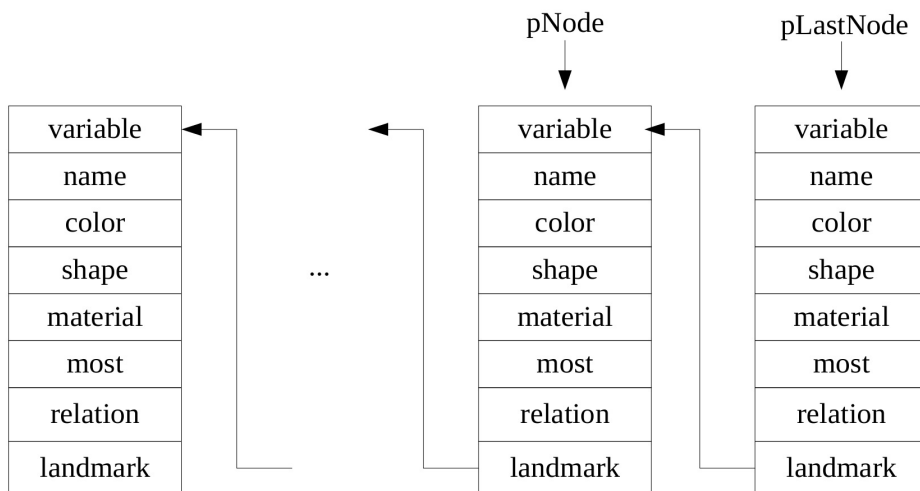 pNode
pLastNode
variable
name
color
shape
material
most
relation
landmark
...
variable
name
color
shape
material
most
relation
landmark
variable
name
color
shape
material
most
relation
landmark